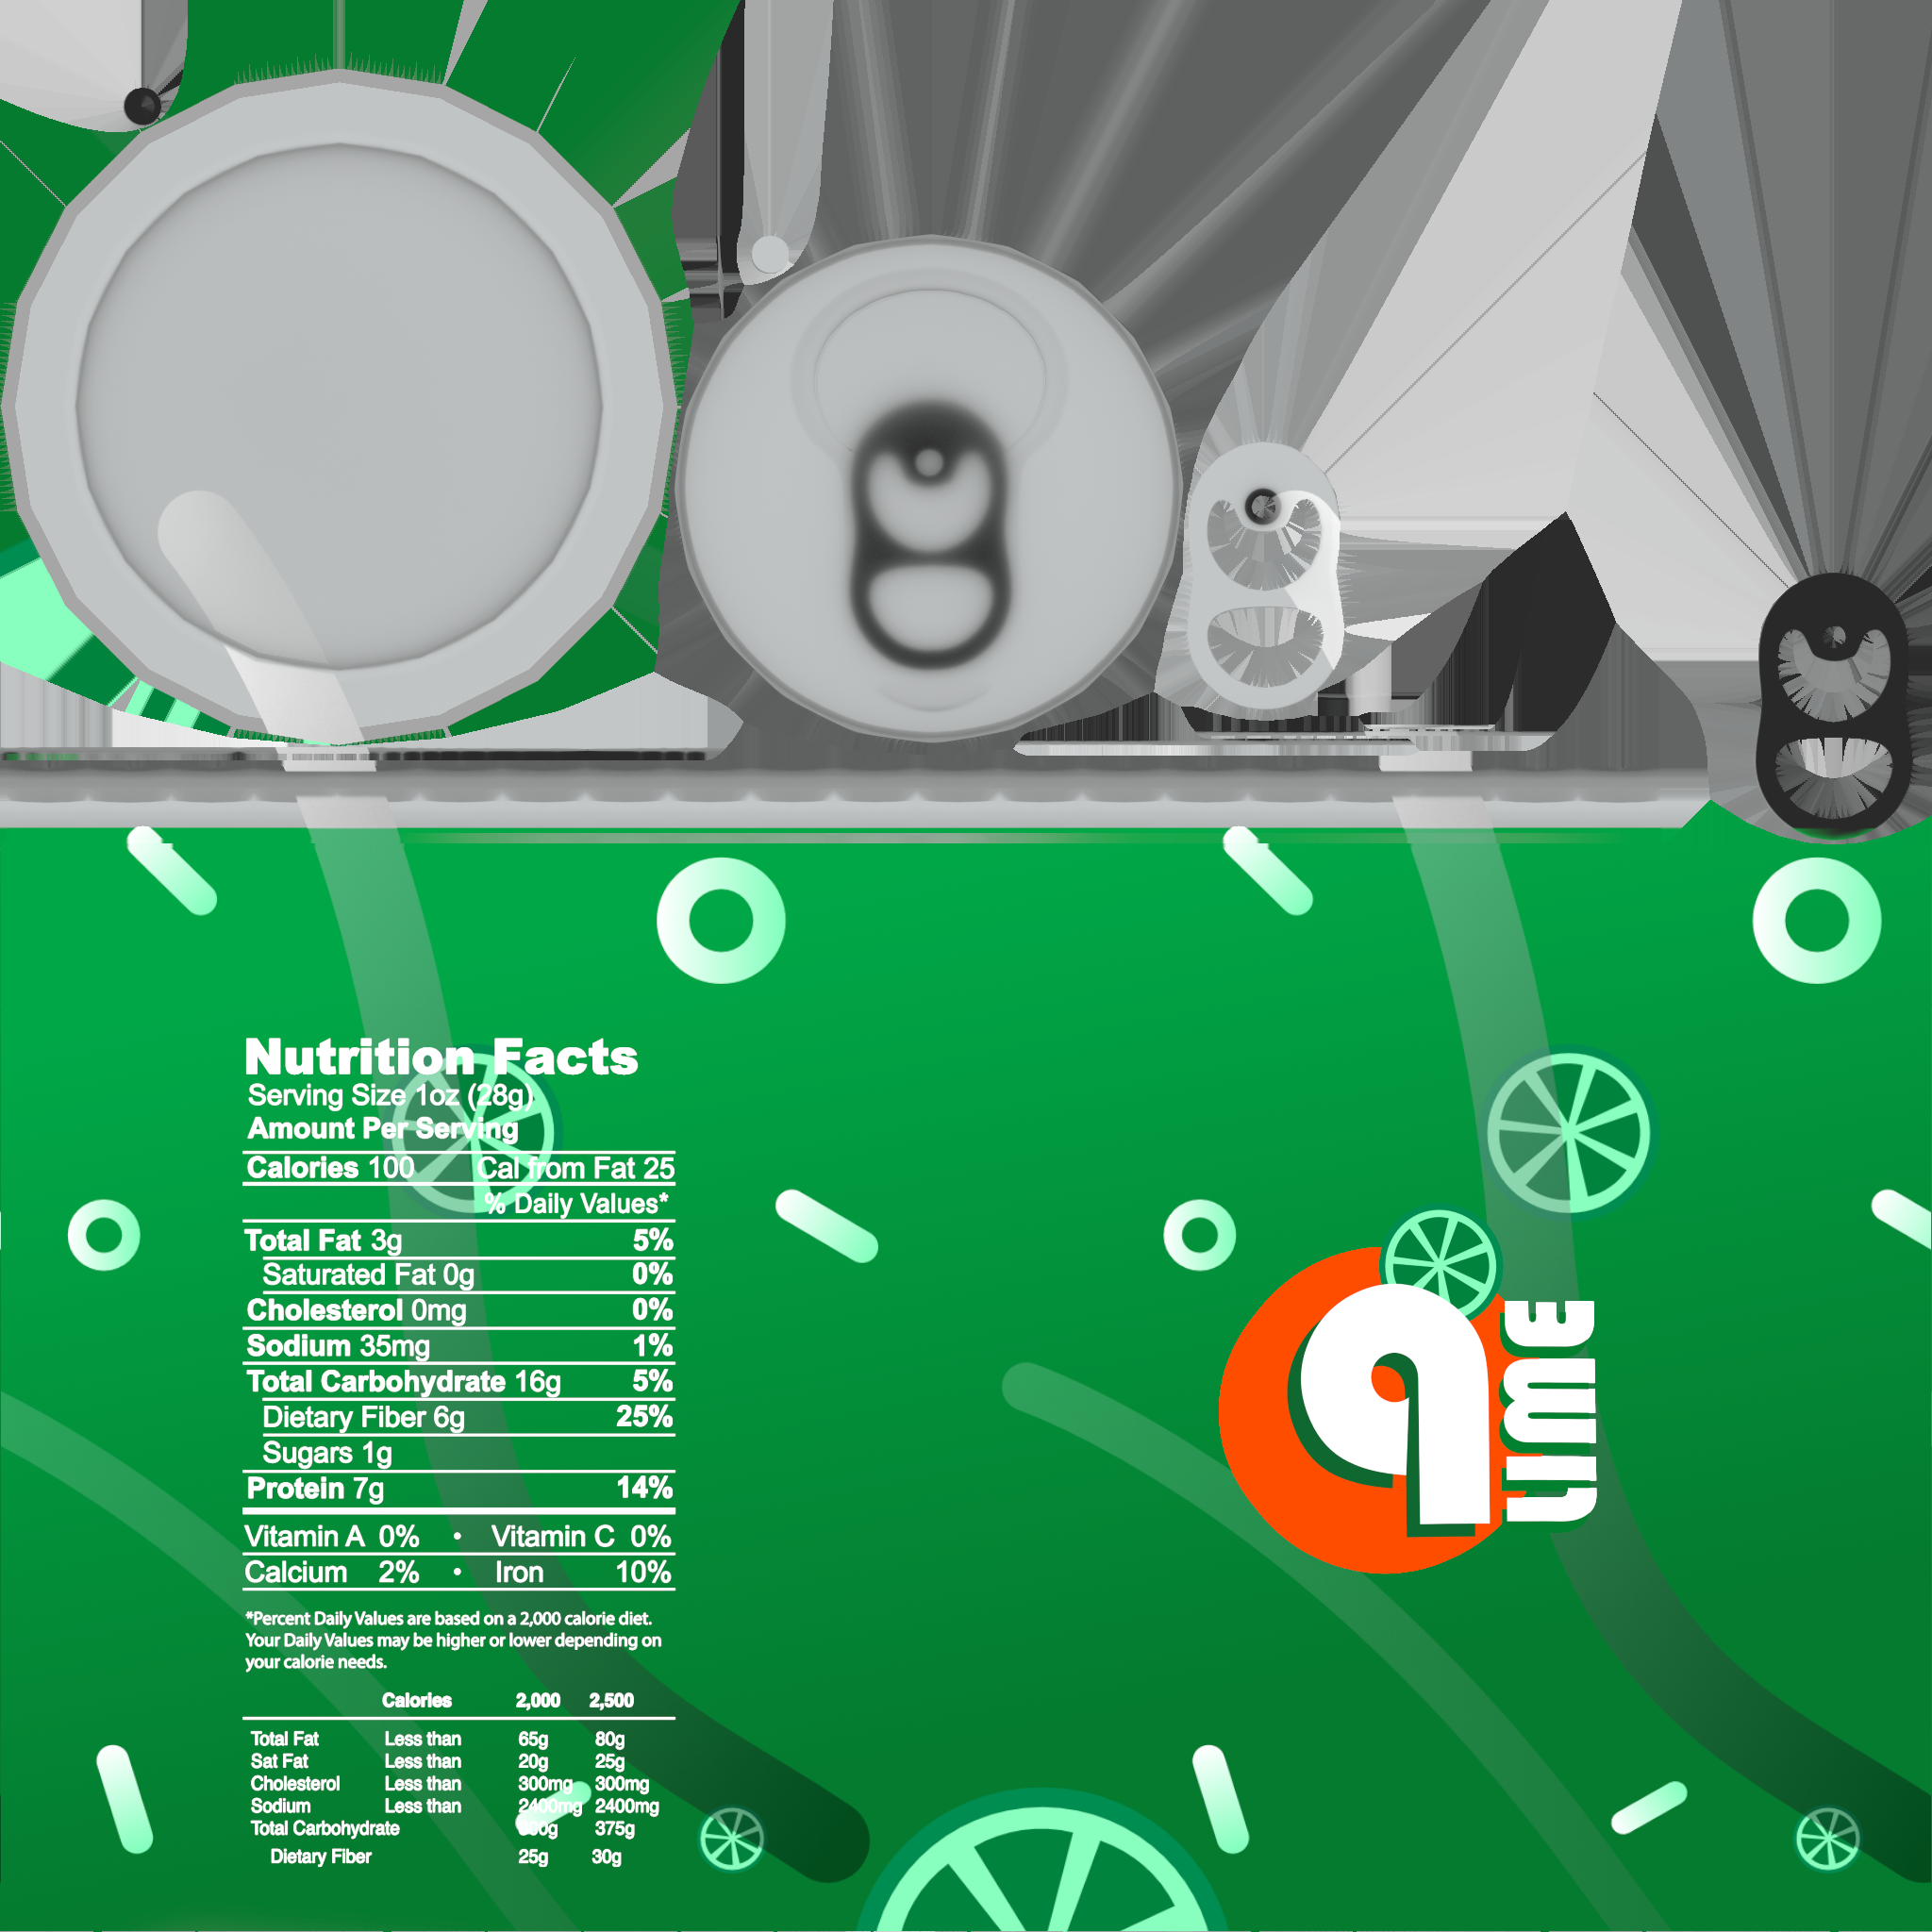 Nutrition Facts
Serving Size 1oz (28g)
Amount Per Serving
Calories 100 Cal from Fat 25
% Daily Values*
Total Fat 3g 5%
Saturated Fat 0g 0%
Cholesterol 0mg 0%
Sodium 35mg 1%
Total Carbohydrate 16g 5%
Dietary Fiber 6g 25%
Sugars 1g
Protein 7g 14%
Vitamin A 0% • Vitamin C 0%
Calcium 2% • Iron 10%
*Percent Daily Values are based on a 2,000 calorie diet.
Your Daily Values may be higher or lower depending on
your calorie needs.
Calories 2,000 2,500
Total Fat Less than 65g 80g
Sat Fat Less than 20g 25g
Cholesterol Less than 300mg 300mg
Sodium Less than 2400mg 2400mg
Total Carbohydrate 375g
Dietary Fiber 25g 30g
q
LIME